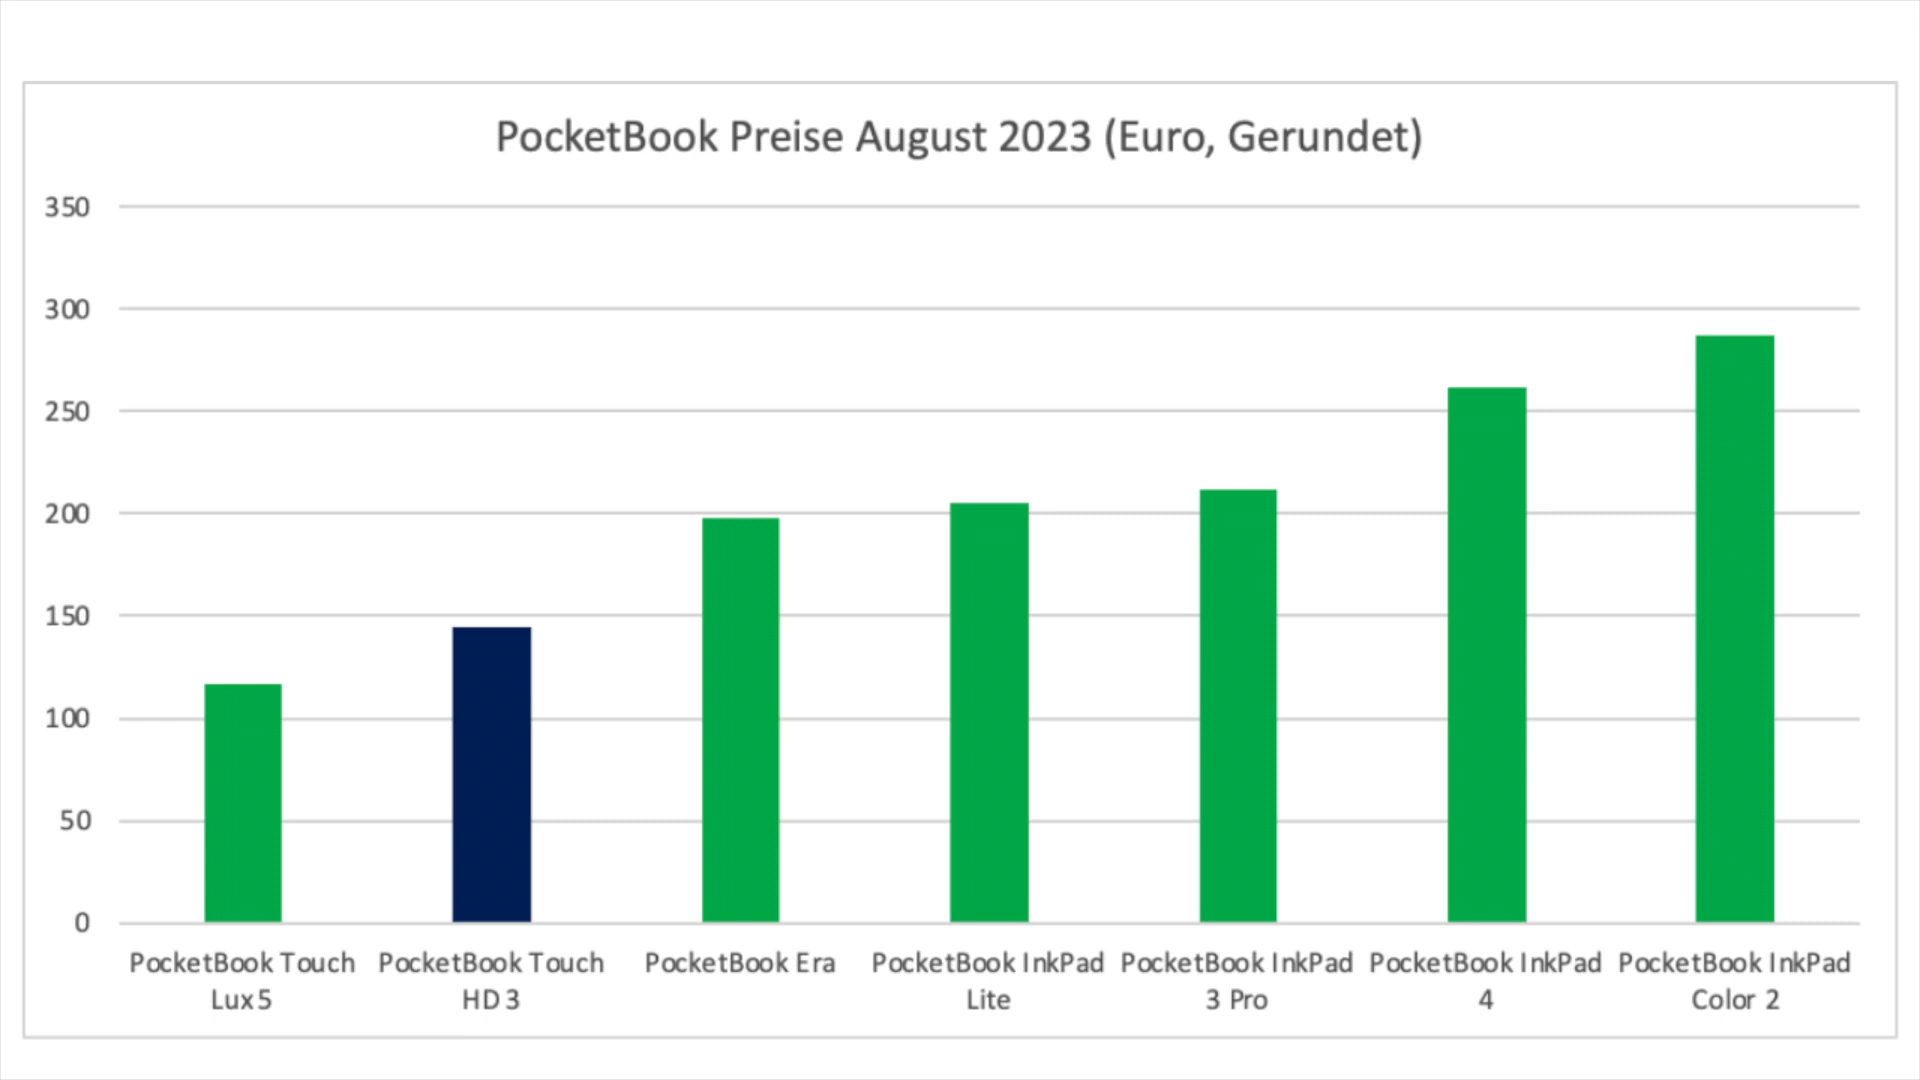 PocketBook Preise August 2023 (Euro, Gerundet)
350
300
250
200
150
100
50
0
PocketBook Touch Lux 5
PocketBook Touch HD 3
PocketBook Era
PocketBook InkPad Lite
PocketBook InkPad 3 Pro
PocketBook InkPad 4
PocketBook InkPad Color 2